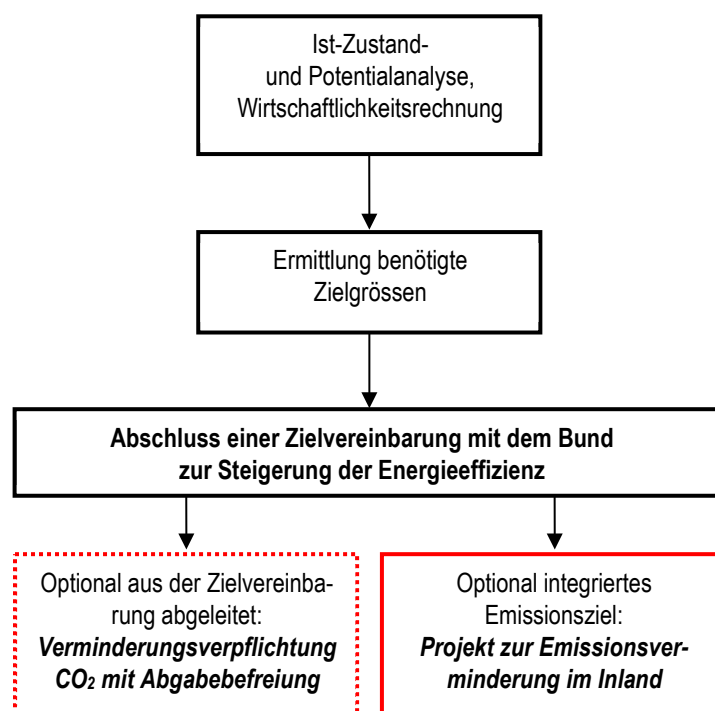 Ist-Zustand-
und Potentialanalyse,
Wirtschaftlichkeitsrechnung
Ermittlung benötigte
Zielgrössen
Abschluss einer Zielvereinbarung mit dem Bund
zur Steigerung der Energieeffizienz
Optional aus der Zielvereinba-
rung abgeleitet:
Verminderungsverpflichtung
CO₂ mit Abgabebefreiung
Optional integriertes
Emissionsziel:
Projekt zur Emissionsver-
minderung im Inland